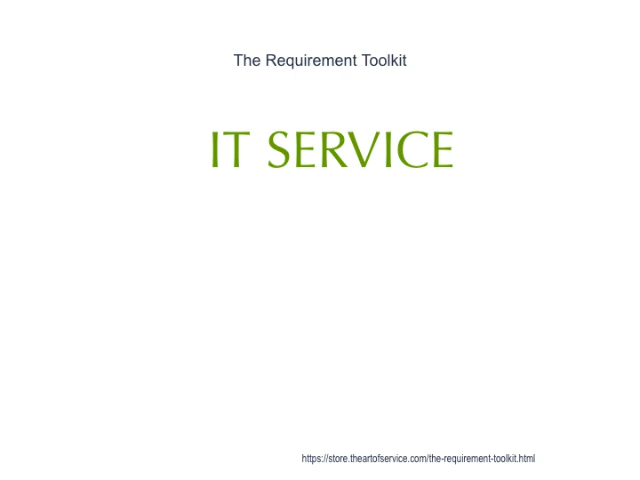 The Requirement Toolkit
IT SERVICE
https://store.theartofservice.com/the-requirement-toolkit.html